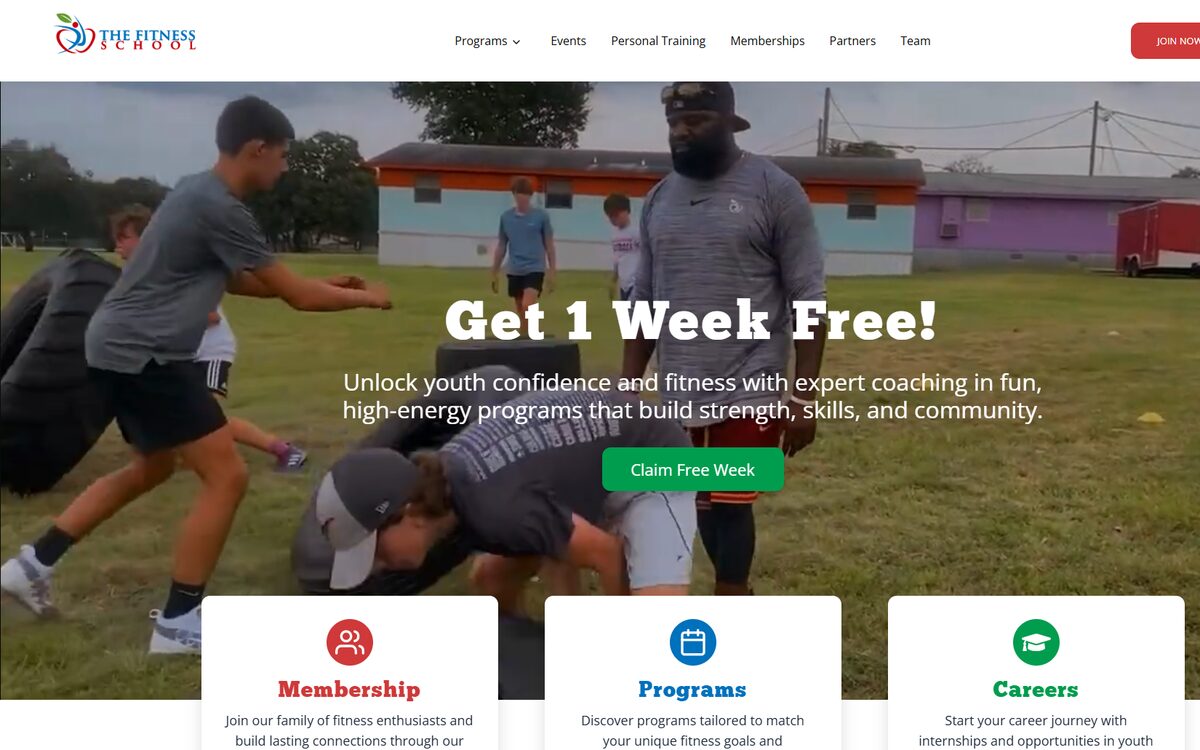 THE FITNESS
SCHOOL
Programs
Events
Personal Training
Memberships
Partners
Team
JOIN NOW
Get 1 Week Free!
Unlock youth confidence and fitness with expert coaching in fun,
high-energy programs that build strength, skills, and community.
Claim Free Week
Membership
Join our family of fitness enthusiasts and
build lasting connections through our
Programs
Discover programs tailored to match
your unique fitness goals and
Careers
Start your career journey with
internships and opportunities in youth